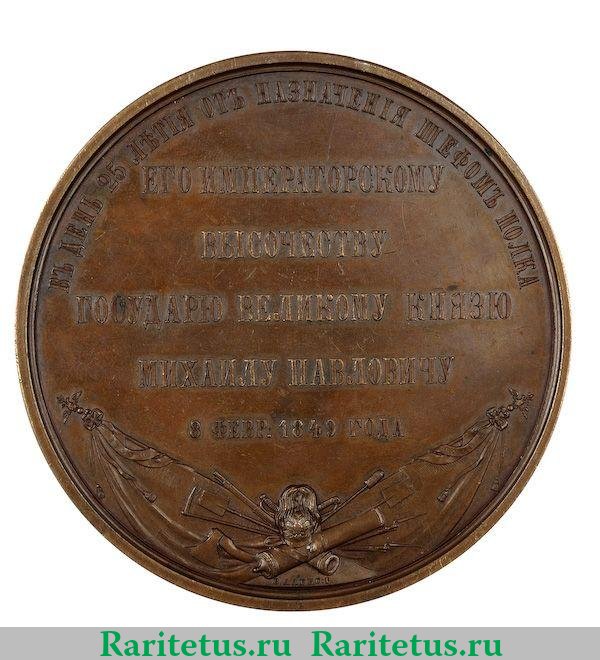 ВЪ ДЕНЬ 25 ЛѢТІЯ ОТЪ НАЗНАЧЕНІЯ ШЕФОМЪ ПОЛКА
ЕГО ИМПЕРАТОРСКОМУ
ВЫСОЧЕСТВУ
ГОСУДАРЮ ВЕЛИКОМУ КНЯЗЮ
МИХАИЛУ ПАВЛОВИЧУ
8 ФЕВР. 1849 ГОДА
Raritetus.ru Raritetus.ru